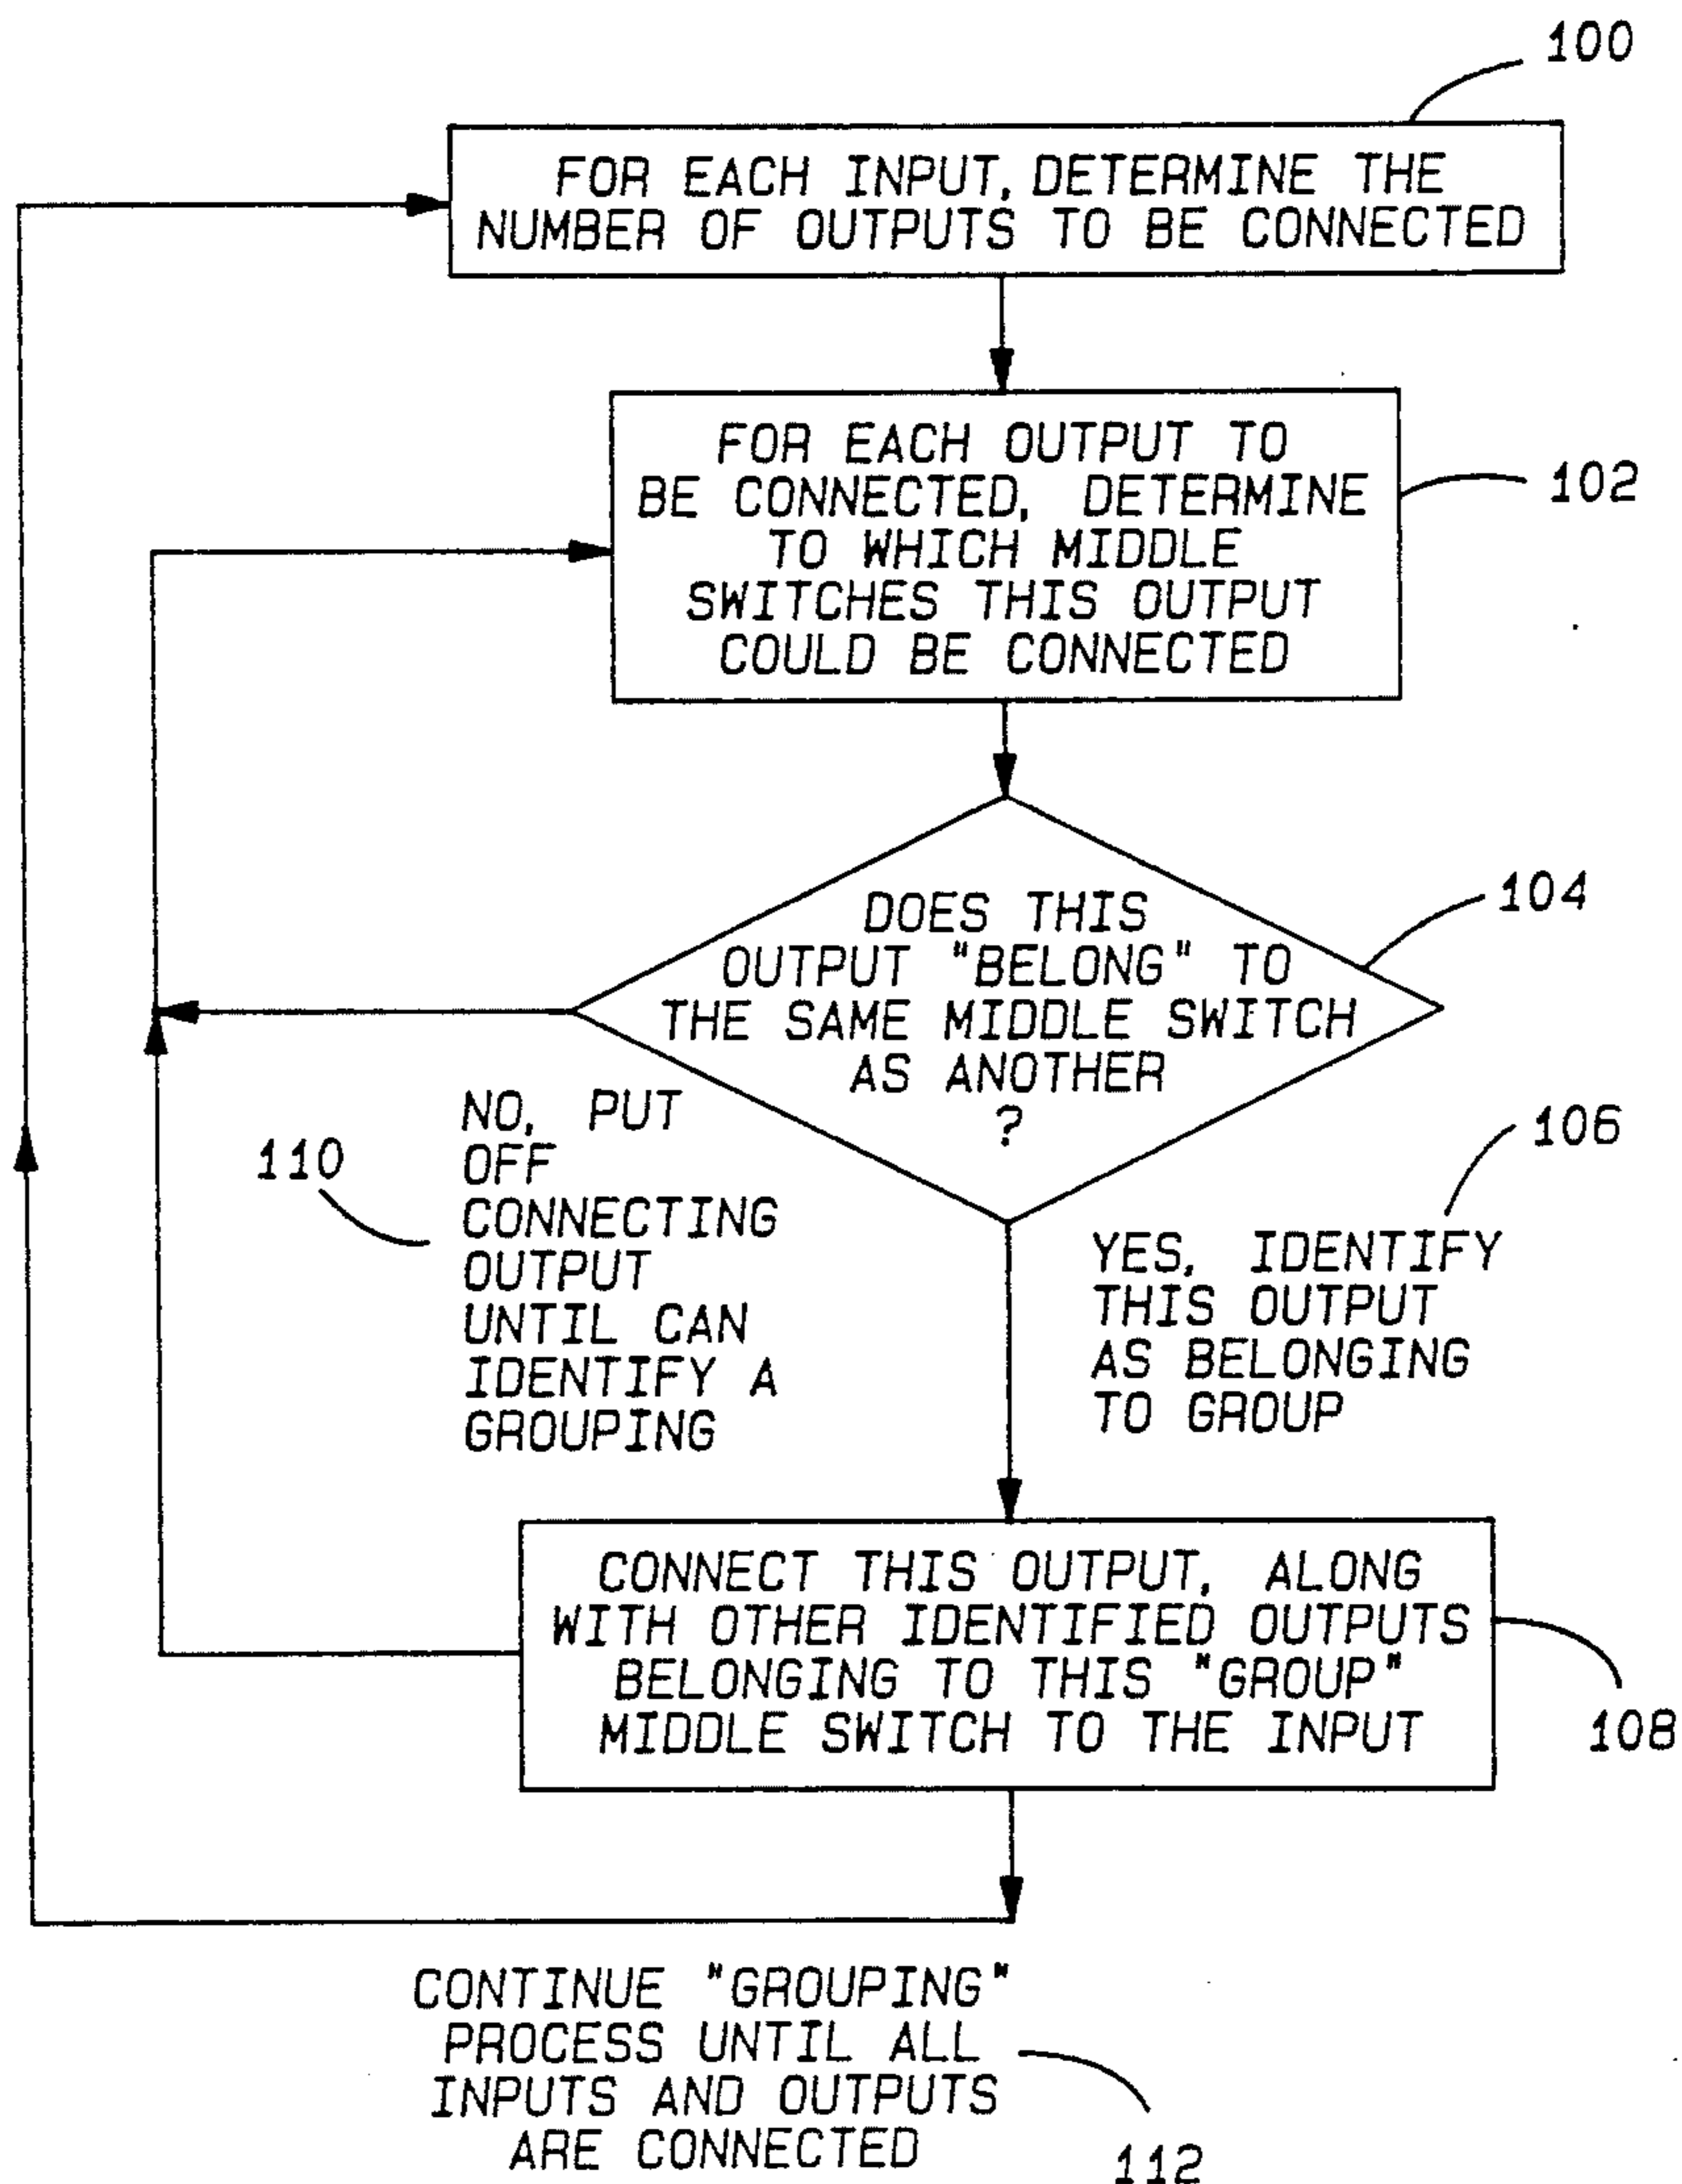 100
FOR EACH INPUT, DETERMINE THE
NUMBER OF OUTPUTS TO BE CONNECTED
FOR EACH OUTPUT TO
BE CONNECTED, DETERMINE
TO WHICH MIDDLE
SWITCHES THIS OUTPUT
COULD BE CONNECTED
102
DOES THIS
OUTPUT "BELONG" TO
THE SAME MIDDLE SWITCH
AS ANOTHER
?
104
NO, PUT
OFF
CONNECTING
OUTPUT
UNTIL CAN
IDENTIFY A
GROUPING
110
106
YES, IDENTIFY
THIS OUTPUT
AS BELONGING
TO GROUP
CONNECT THIS OUTPUT, ALONG
WITH OTHER IDENTIFIED OUTPUTS
BELONGING TO THIS "GROUP"
MIDDLE SWITCH TO THE INPUT
108
CONTINUE "GROUPING"
PROCESS UNTIL ALL
INPUTS AND OUTPUTS
ARE CONNECTED
112